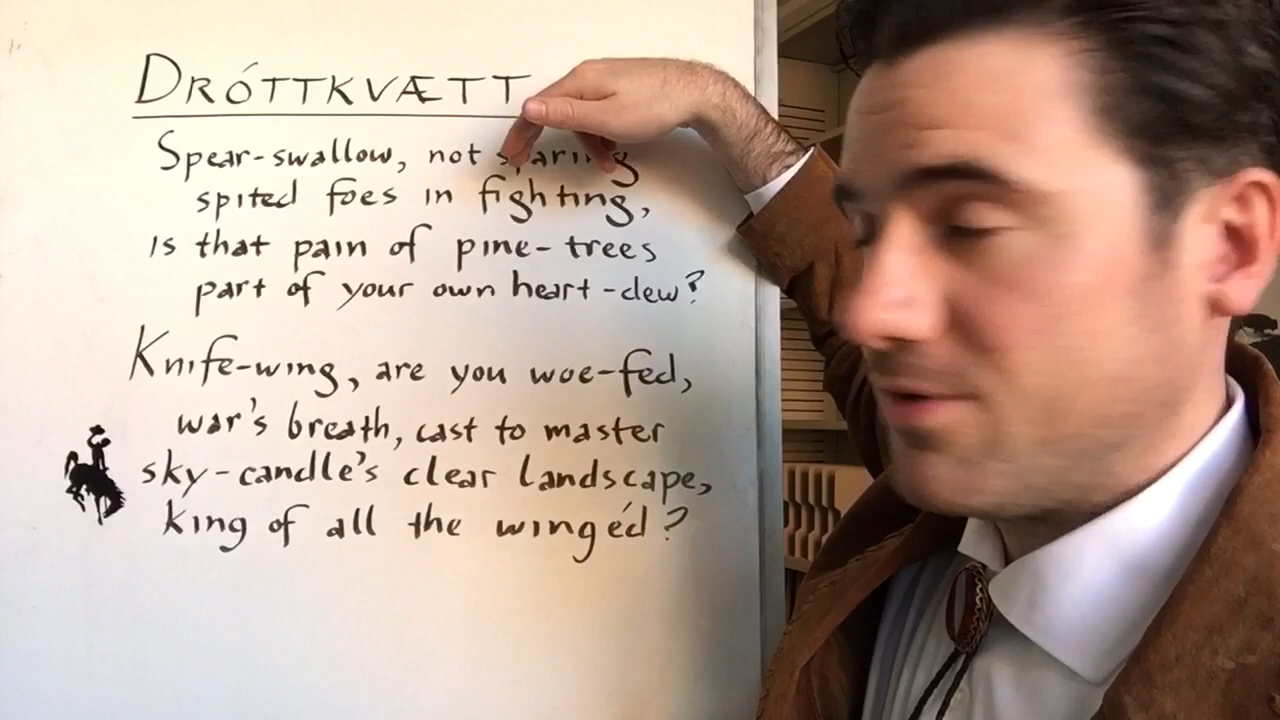 DRÓTTKVÆTT
Spear-swallow, not sparing
spited foes in fighting,
is that pain of pine-trees
part of your own heart-dew?
Knife-wing, are you woe-fed,
war's breath, cast to master
sky-candle's clear landscape,
king of all the wingéd?